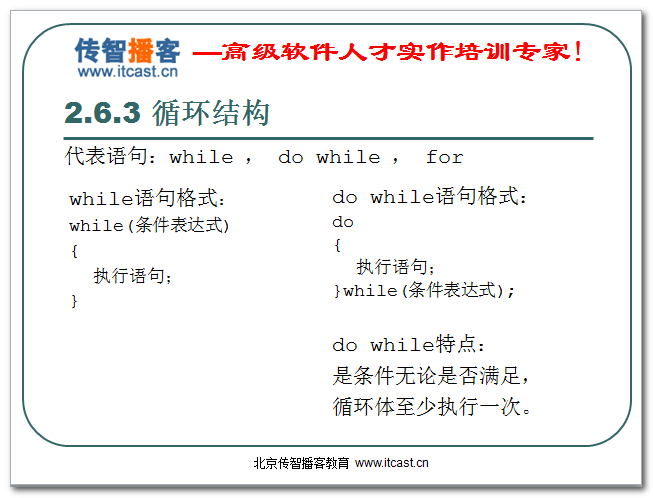 传智播客 —高级软件人才实作培训专家!
www.itcast.cn
2.6.3 循环结构
代表语句：while ， do while ， for
while语句格式：
while(条件表达式)
{
执行语句；
}
do while语句格式：
do
{
执行语句；
}while(条件表达式);
do while特点：
是条件无论是否满足，
循环体至少执行一次。
北京传智播客教育 www.itcast.cn